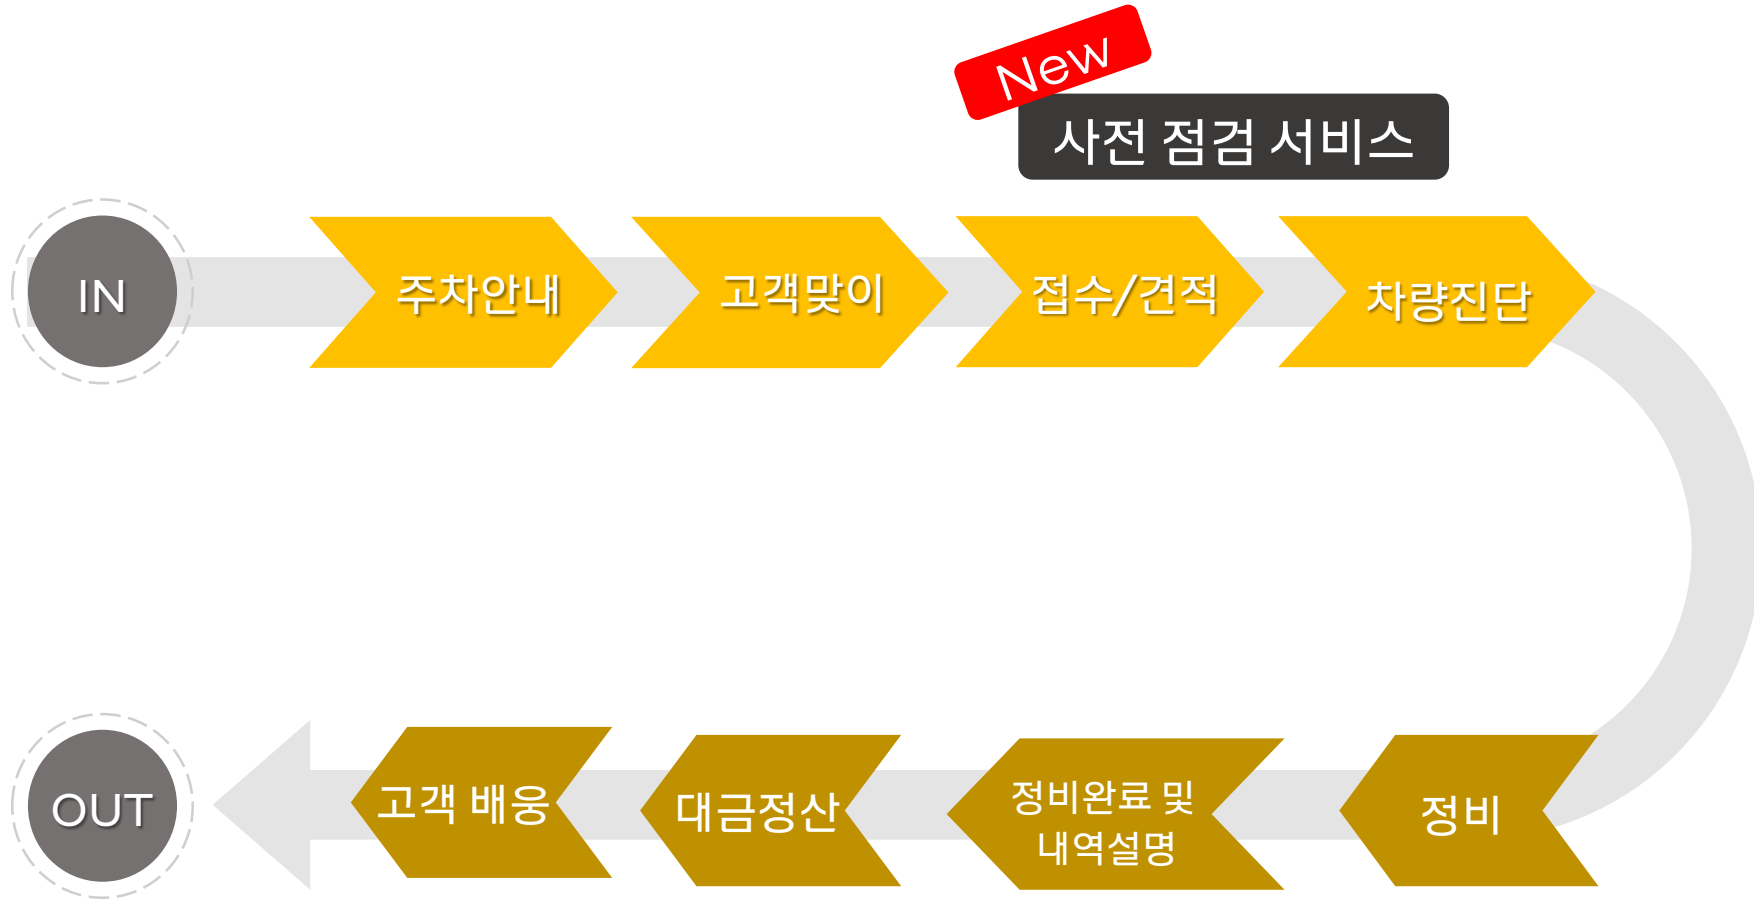 New
사전 점검 서비스
IN
주차안내
고객맞이
접수/견적
차량진단
정비
정비완료 및
내역설명
대금정산
고객 배웅
OUT